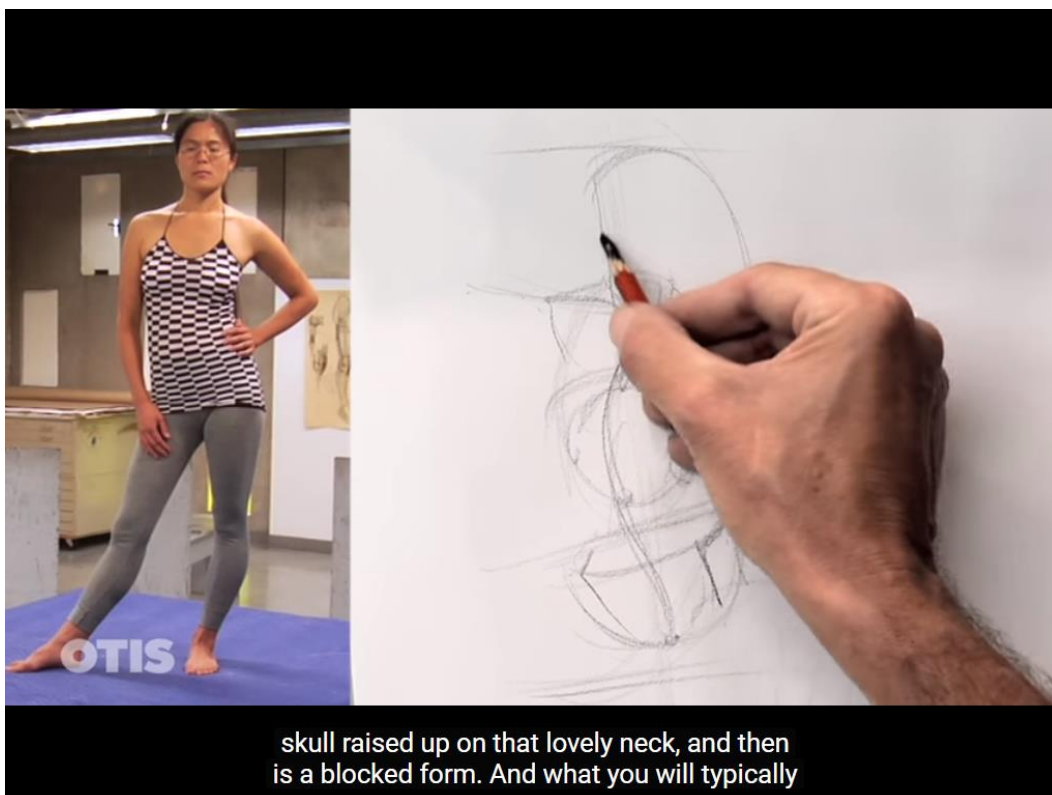 OTIS
skull raised up on that lovely neck, and then
is a blocked form. And what you will typically